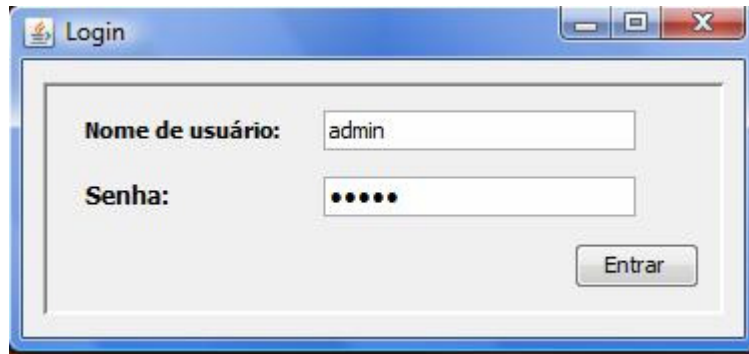 Login
Nome de usuário: admin
Senha: •••••
Entrar